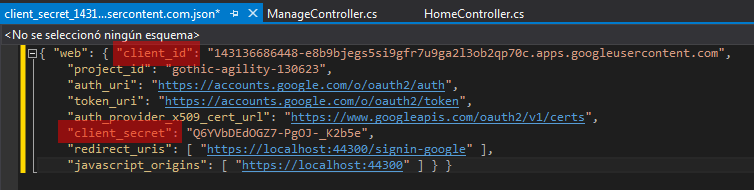 client_secret_1431...sercontent.com.json* ManageController.cs HomeController.cs
<No se seleccionó ningún esquema>
{ "web": { "client_id": "143136686448-e8b9bjegs5si9gfr7u9ga2l3ob2qp70c.apps.googleusercontent.com",
"project_id": "gothic-agility-130623",
"auth_uri": "https://accounts.google.com/o/oauth2/auth",
"token_uri": "https://accounts.google.com/o/oauth2/token",
"auth_provider_x509_cert_url": "https://www.googleapis.com/oauth2/v1/certs",
"client_secret": "Q6YVbDEdOGZ7-PgOJ-_K2b5e",
"redirect_uris": [ "https://localhost:44300/signin-google" ],
"javascript_origins": [ "https://localhost:44300" ] } }